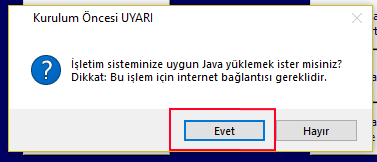 Kurulum Öncesi UYARI
İşletim sisteminize uygun Java yüklemek ister misiniz?
Dikkat: Bu işlem için internet bağlantısı gereklidir.
Evet
Hayır